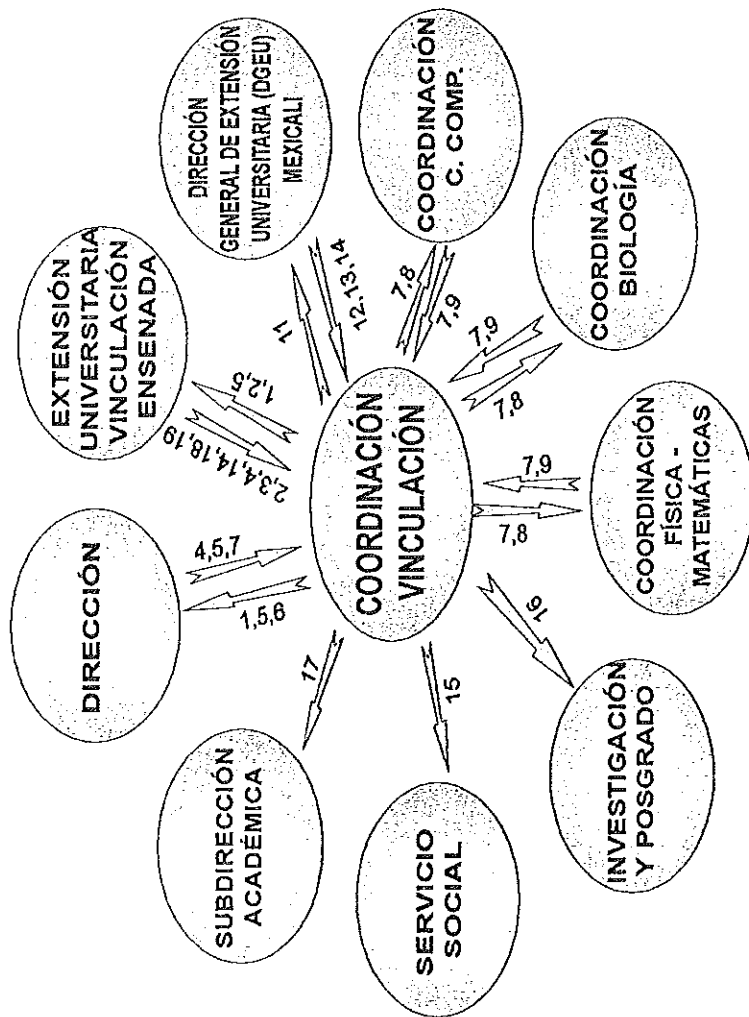 EXTENSIÓN
UNIVERSITARIA
VINCULACIÓN
ENSENADA
DIRECCIÓN
GENERAL DE EXTENSIÓN
UNIVERSITARIA (DGEU)
MEXICALI
DIRECCIÓN
COORDINACIÓN
C. COMP.
SUBDIRECCIÓN
ACADÉMICA
COORDINACIÓN
VINCULACIÓN
COORDINACIÓN
BIOLOGÍA
SERVICIO
SOCIAL
INVESTIGACIÓN
Y POSGRADO
COORDINACIÓN
FÍSICA -
MATEMÁTICAS
4,5,7
1,5,6
2,3,4,14,18,19
1,2,5
11
12,13,14
7,8
7,9
7,9
7,8
7,9
7,8
16
15
17